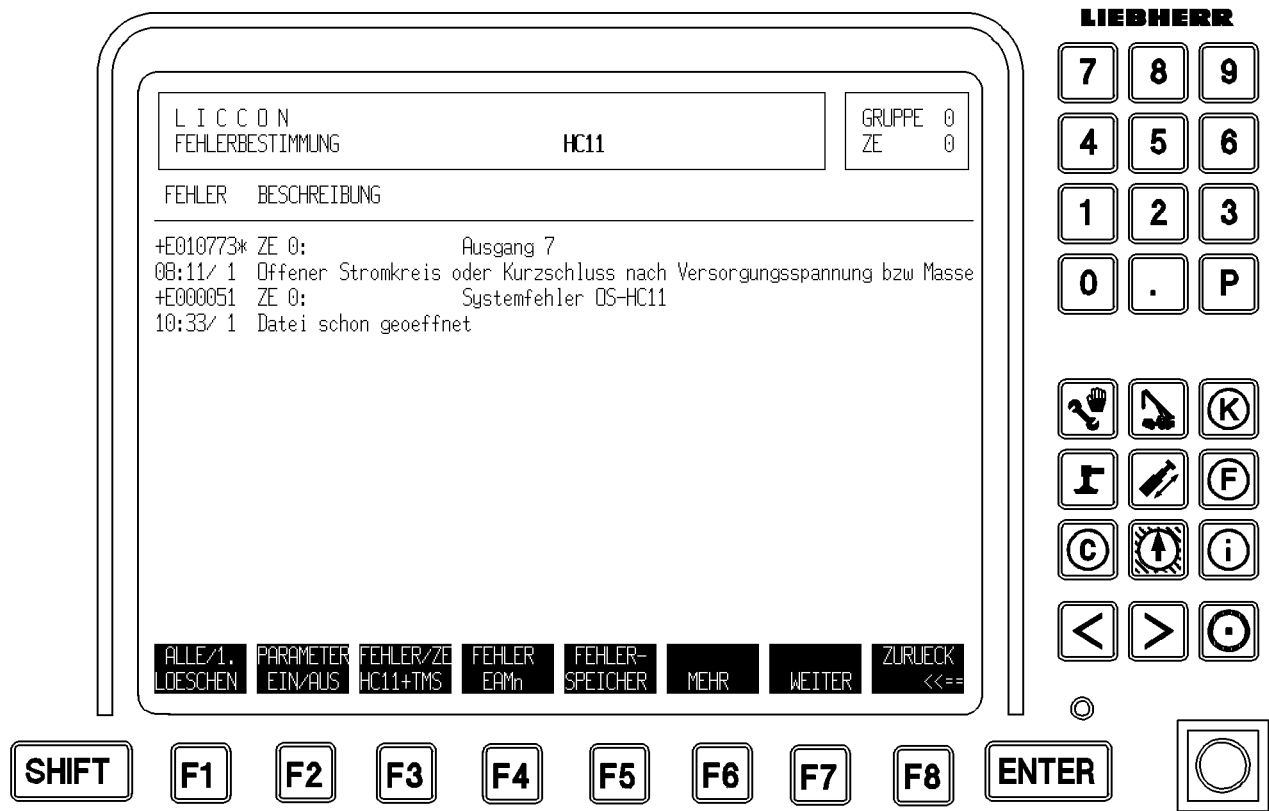 LIEBHERR
L I C C O N
FEHLERBESTIMMUNG HC11
GRUPPE 0
ZE 0
FEHLER BESCHREIBUNG
+E010773* ZE 0: Ausgang 7
08:11/ 1 Offener Stromkreis oder Kurzschluss nach Versorgungsspannung bzw Masse
+E000051 ZE 0: Systemfehler OS-HC11
10:33/ 1 Datei schon geoeffnet
ALLE/1. PARAMETER FEHLER/ZE FEHLER FEHLER- ZURUECK
LOESCHEN EIN/AUS HC11+TMS EAMn SPEICHER MEHR WEITER <<==
7 8 9
4 5 6
1 2 3
0 . P
K
F
C i
< >
SHIFT F1 F2 F3 F4 F5 F6 F7 F8 ENTER